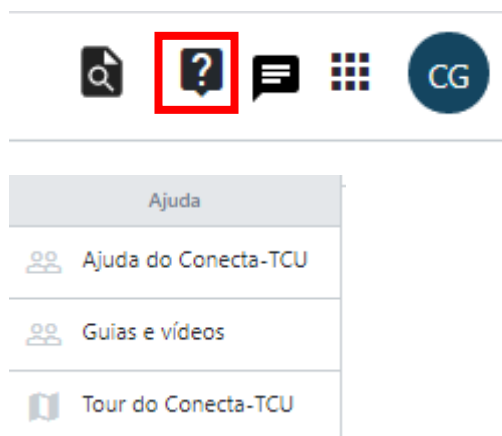 ?
CG
Ajuda
Ajuda do Conecta-TCU
Guias e vídeos
Tour do Conecta-TCU